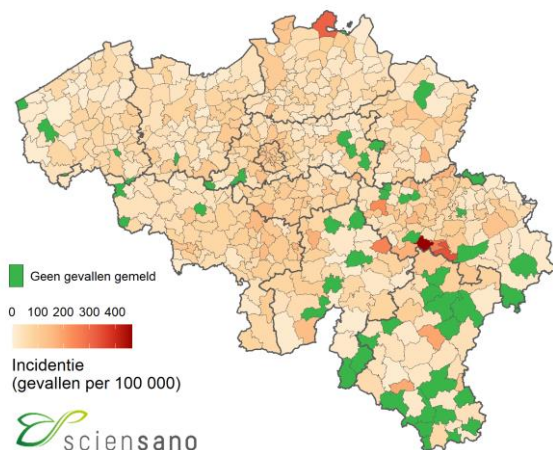 Geen gevallen gemeld
0 100 200 300 400
Incidentie
(gevallen per 100 000)
sciensano